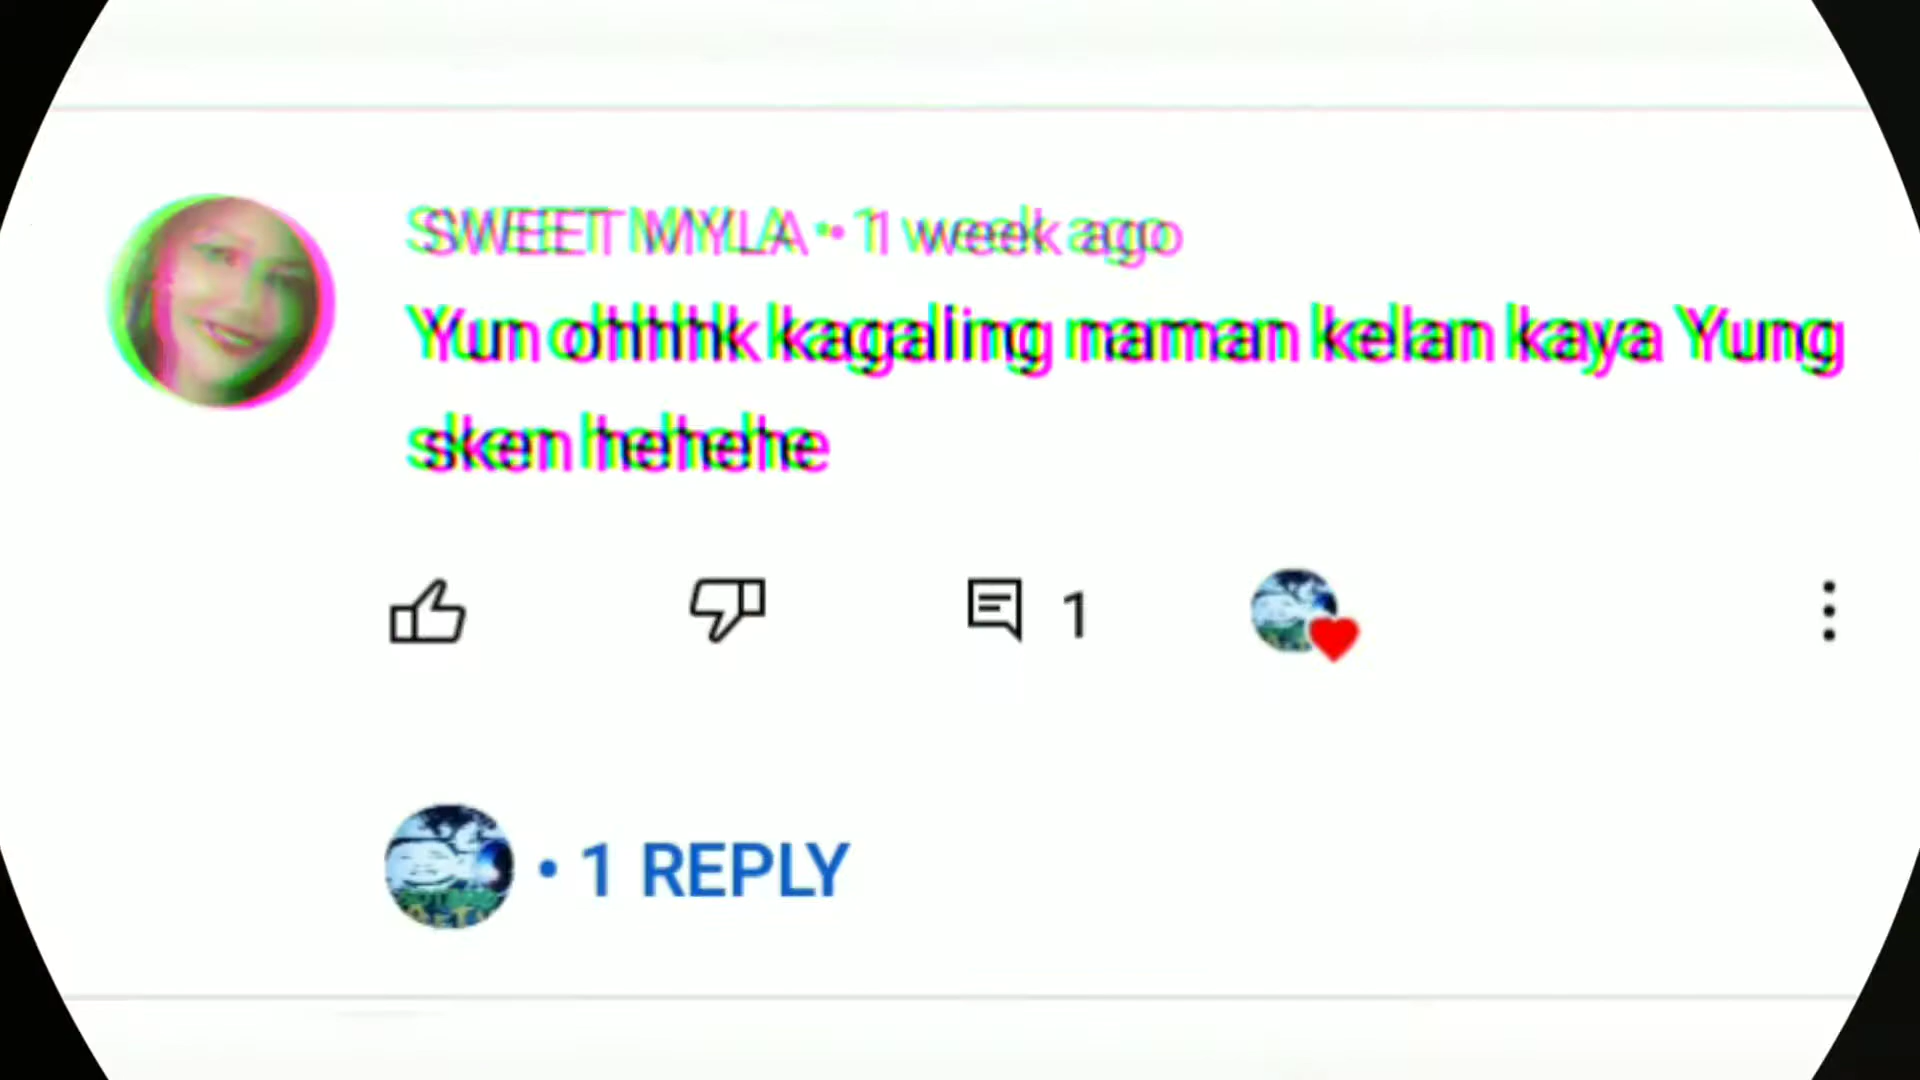 SWEET MYLA • 1 week ago
Yun ohhhk kagaling naman kelan kaya Yung
sken hehehe
1
• 1 REPLY